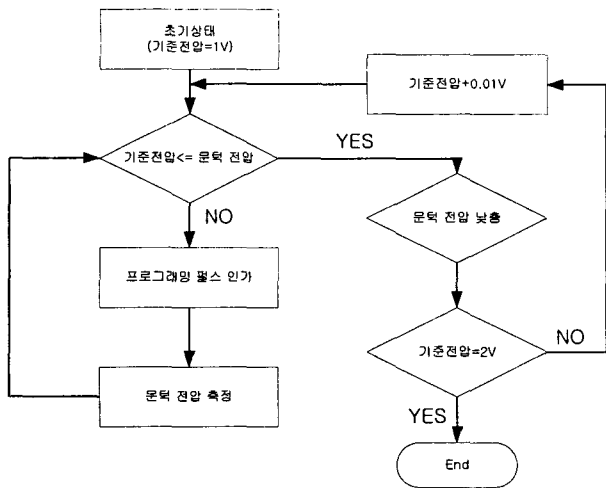 초기상태
(기준전압=1V)
기준전압+0.01V
기준전압<= 문턱 전압
YES
NO
문턱 전압 낮춤
프로그래밍 펄스 인가
기준전압=2V
NO
문턱 전압 측정
YES
End